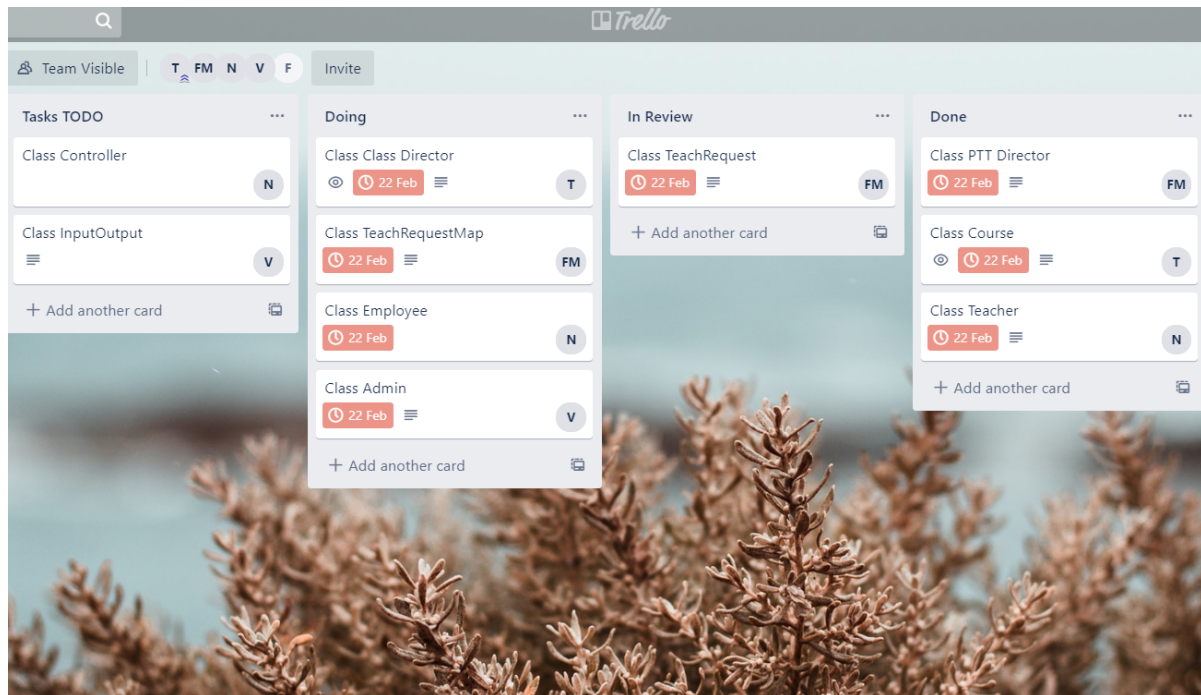 Trello
Team Visible T FM N V F Invite
Tasks TODO
Class Controller
N
Class InputOutput
V
+ Add another card
Doing
Class Class Director
22 Feb
T
Class TeachRequestMap
22 Feb
FM
Class Employee
22 Feb
N
Class Admin
22 Feb
V
+ Add another card
In Review
Class TeachRequest
22 Feb
FM
+ Add another card
Done
Class PTT Director
22 Feb
FM
Class Course
22 Feb
T
Class Teacher
22 Feb
N
+ Add another card